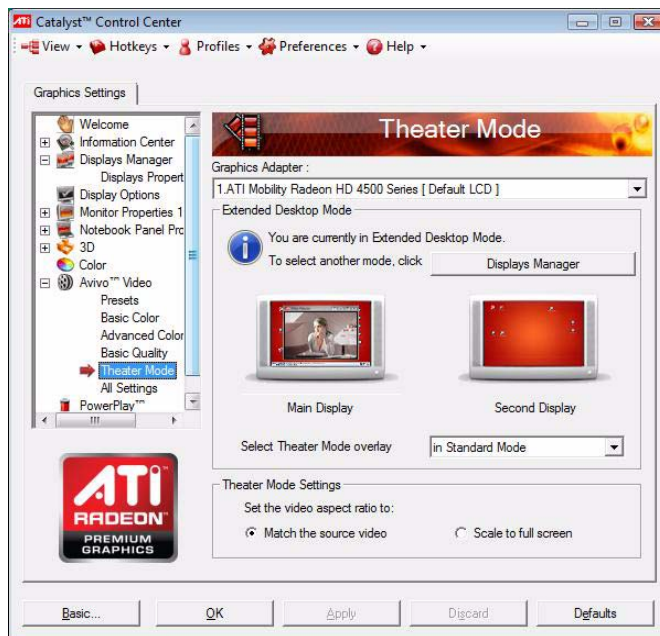 ATI Catalyst™ Control Center
View Hotkeys Profiles Preferences Help
Graphics Settings
Welcome
Information Center
Displays Manager
Displays Propert
Display Options
Monitor Properties 1
Notebook Panel Prc
3D
Color
Avivo™ Video
Presets
Basic Color
Advanced Color
Basic Quality
Theater Mode
All Settings
PowerPlay™
ATI
RADEON™
PREMIUM
GRAPHICS
Theater Mode
Graphics Adapter :
1.ATI Mobility Radeon HD 4500 Series [ Default LCD ]
Extended Desktop Mode
You are currently in Extended Desktop Mode.
To select another mode, click Displays Manager
Main Display Second Display
Select Theater Mode overlay in Standard Mode
Theater Mode Settings
Set the video aspect ratio to:
Match the source video Scale to full screen
Basic... OK Apply Discard Defaults